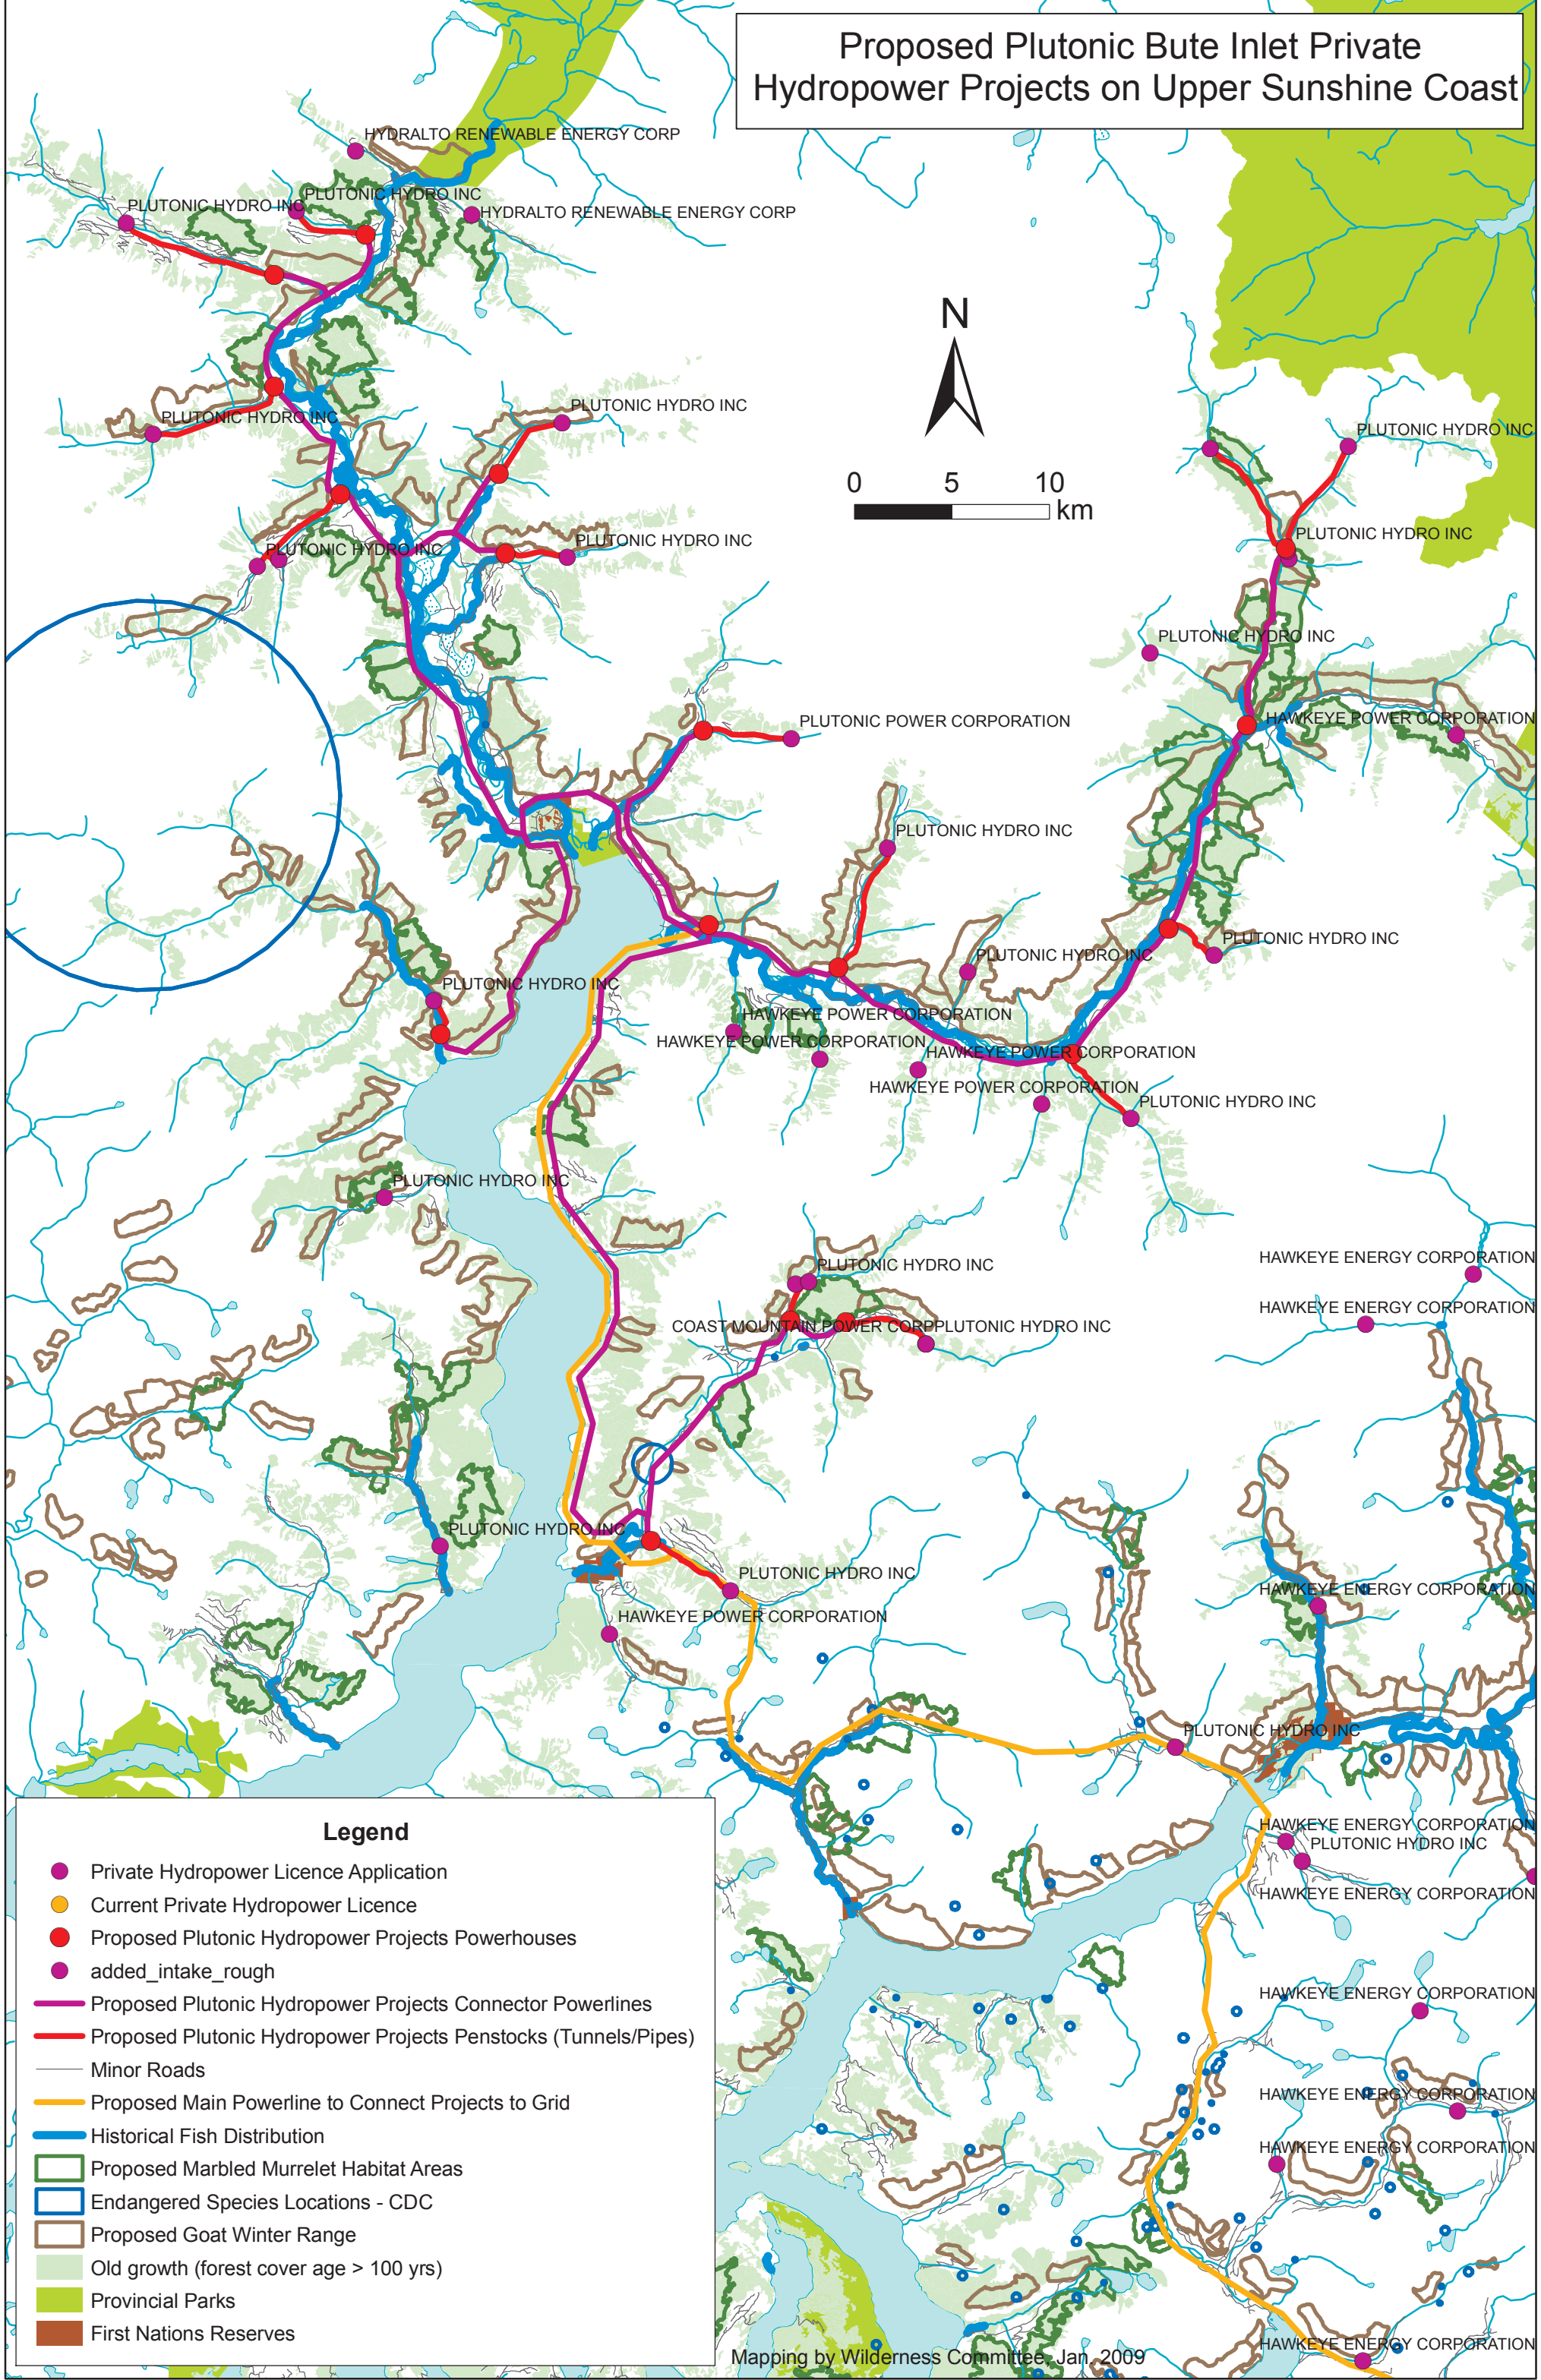 Proposed Plutonic Bute Inlet Private
Hydropower Projects on Upper Sunshine Coast
HYDRALTO RENEWABLE ENERGY CORP
PLUTONIC HYDRO INC
PLUTONIC HYDRO INC
HYDRALTO RENEWABLE ENERGY CORP
N
0 5 10
km
PLUTONIC HYDRO INC
PLUTONIC HYDRO INC
PLUTONIC HYDRO INC
PLUTONIC HYDRO INC
PLUTONIC HYDRO INC
PLUTONIC HYDRO INC
PLUTONIC HYDRO INC
PLUTONIC HYDRO INC
HAWKEYE POWER CORPORATION
PLUTONIC POWER CORPORATION
PLUTONIC HYDRO INC
PLUTONIC HYDRO INC
PLUTONIC HYDRO INC
PLUTONIC HYDRO INC
HAWKEYE POWER CORPORATION
HAWKEYE POWER CORPORATION
HAWKEYE POWER CORPORATION
HAWKEYE POWER CORPORATION
PLUTONIC HYDRO INC
PLUTONIC HYDRO INC
HAWKEYE ENERGY CORPORATION
PLUTONIC HYDRO INC
HAWKEYE ENERGY CORPORATION
COAST MOUNTAIN POWER CORP
PLUTONIC HYDRO INC
PLUTONIC HYDRO INC
PLUTONIC HYDRO INC
HAWKEYE ENERGY CORPORATION
HAWKEYE POWER CORPORATION
PLUTONIC HYDRO INC
HAWKEYE ENERGY CORPORATION
PLUTONIC HYDRO INC
HAWKEYE ENERGY CORPORATION
HAWKEYE ENERGY CORPORATION
HAWKEYE ENERGY CORPORATION
HAWKEYE ENERGY CORPORATION
HAWKEYE ENERGY CORPORATION
Legend
Private Hydropower Licence Application
Current Private Hydropower Licence
Proposed Plutonic Hydropower Projects Powerhouses
added_intake_rough
Proposed Plutonic Hydropower Projects Connector Powerlines
Proposed Plutonic Hydropower Projects Penstocks (Tunnels/Pipes)
Minor Roads
Proposed Main Powerline to Connect Projects to Grid
Historical Fish Distribution
Proposed Marbled Murrelet Habitat Areas
Endangered Species Locations - CDC
Proposed Goat Winter Range
Old growth (forest cover age > 100 yrs)
Provincial Parks
First Nations Reserves
Mapping by Wilderness Committee, Jan. 2009